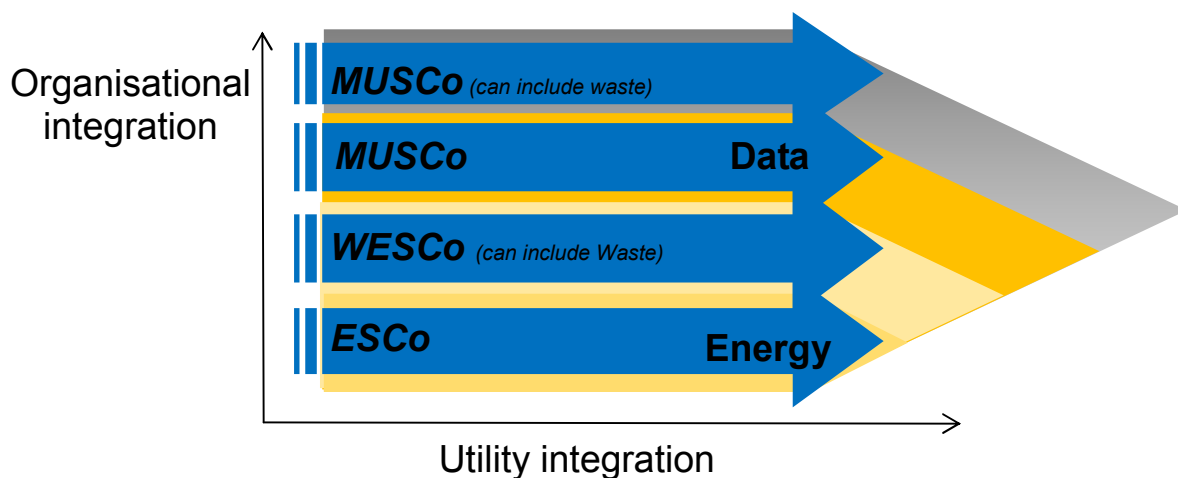 Organisational
integration
MUSCo (can include waste)
MUSCo Data
WESCo (can include Waste)
ESCo Energy
Utility integration